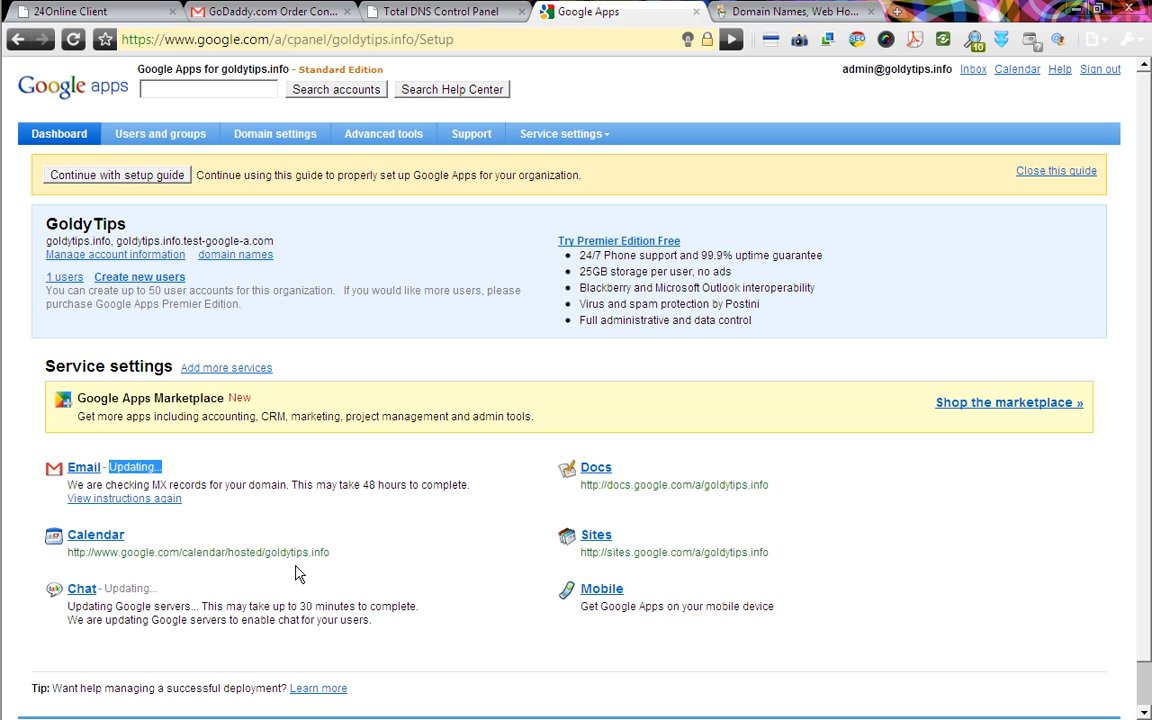 24Online Client
GoDaddy.com Order Con...
Total DNS Control Panel
Google Apps
Domain Names, Web Ho...
https://www.google.com/a/cpanel/goldytips.info/Setup
SEO
10
?
Google apps
Google Apps for goldytips.info - Standard Edition
Search accounts
Search Help Center
admin@goldytips.info Inbox Calendar Help Sign out
Dashboard Users and groups Domain settings Advanced tools Support Service settings
Continue with setup guide Continue using this guide to properly set up Google Apps for your organization.
Close this guide
GoldyTips
goldytips.info, goldytips.info.test-google-a.com
Manage account information domain names
1 users Create new users
You can create up to 50 user accounts for this organization. If you would like more users, please
purchase Google Apps Premier Edition.
Try Premier Edition Free
24/7 Phone support and 99.9% uptime guarantee
25GB storage per user, no ads
Blackberry and Microsoft Outlook interoperability
Virus and spam protection by Postini
Full administrative and data control
Service settings Add more services
Google Apps Marketplace New
Get more apps including accounting, CRM, marketing, project management and admin tools.
Shop the marketplace »
Email - Updating...
We are checking MX records for your domain. This may take 48 hours to complete.
View instructions again
Docs
http://docs.google.com/a/goldytips.info
Calendar
http://www.google.com/calendar/hosted/goldytips.info
Sites
http://sites.google.com/a/goldytips.info
Chat - Updating...
Updating Google servers... This may take up to 30 minutes to complete.
We are updating Google servers to enable chat for your users.
Mobile
Get Google Apps on your mobile device
Tip: Want help managing a successful deployment? Learn more